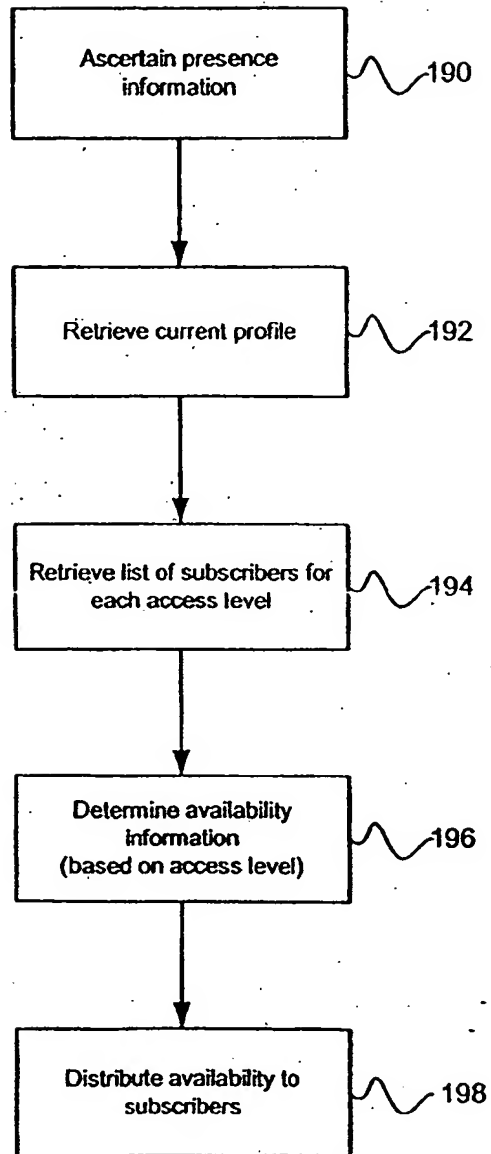 Ascertain presence
information
190
Retrieve current profile
192
Retrieve list of subscribers for
each access level
194
Determine availability
information
(based on access level)
196
Distribute availability to
subscribers
198